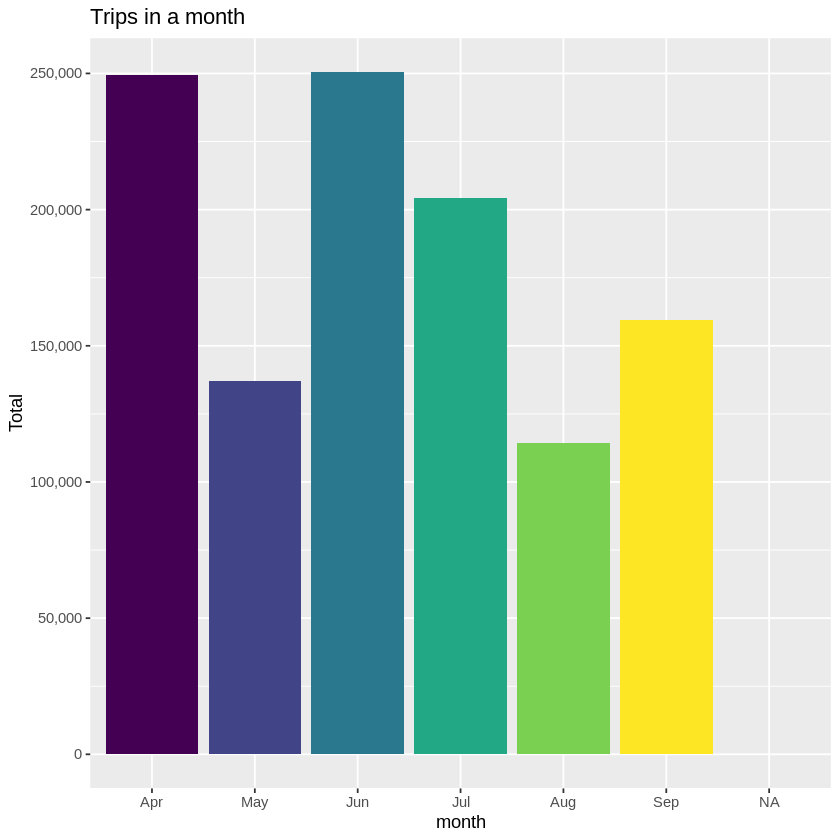 Trips in a month
250,000
200,000
150,000
100,000
50,000
0
Total
Apr May Jun Jul Aug Sep NA
month